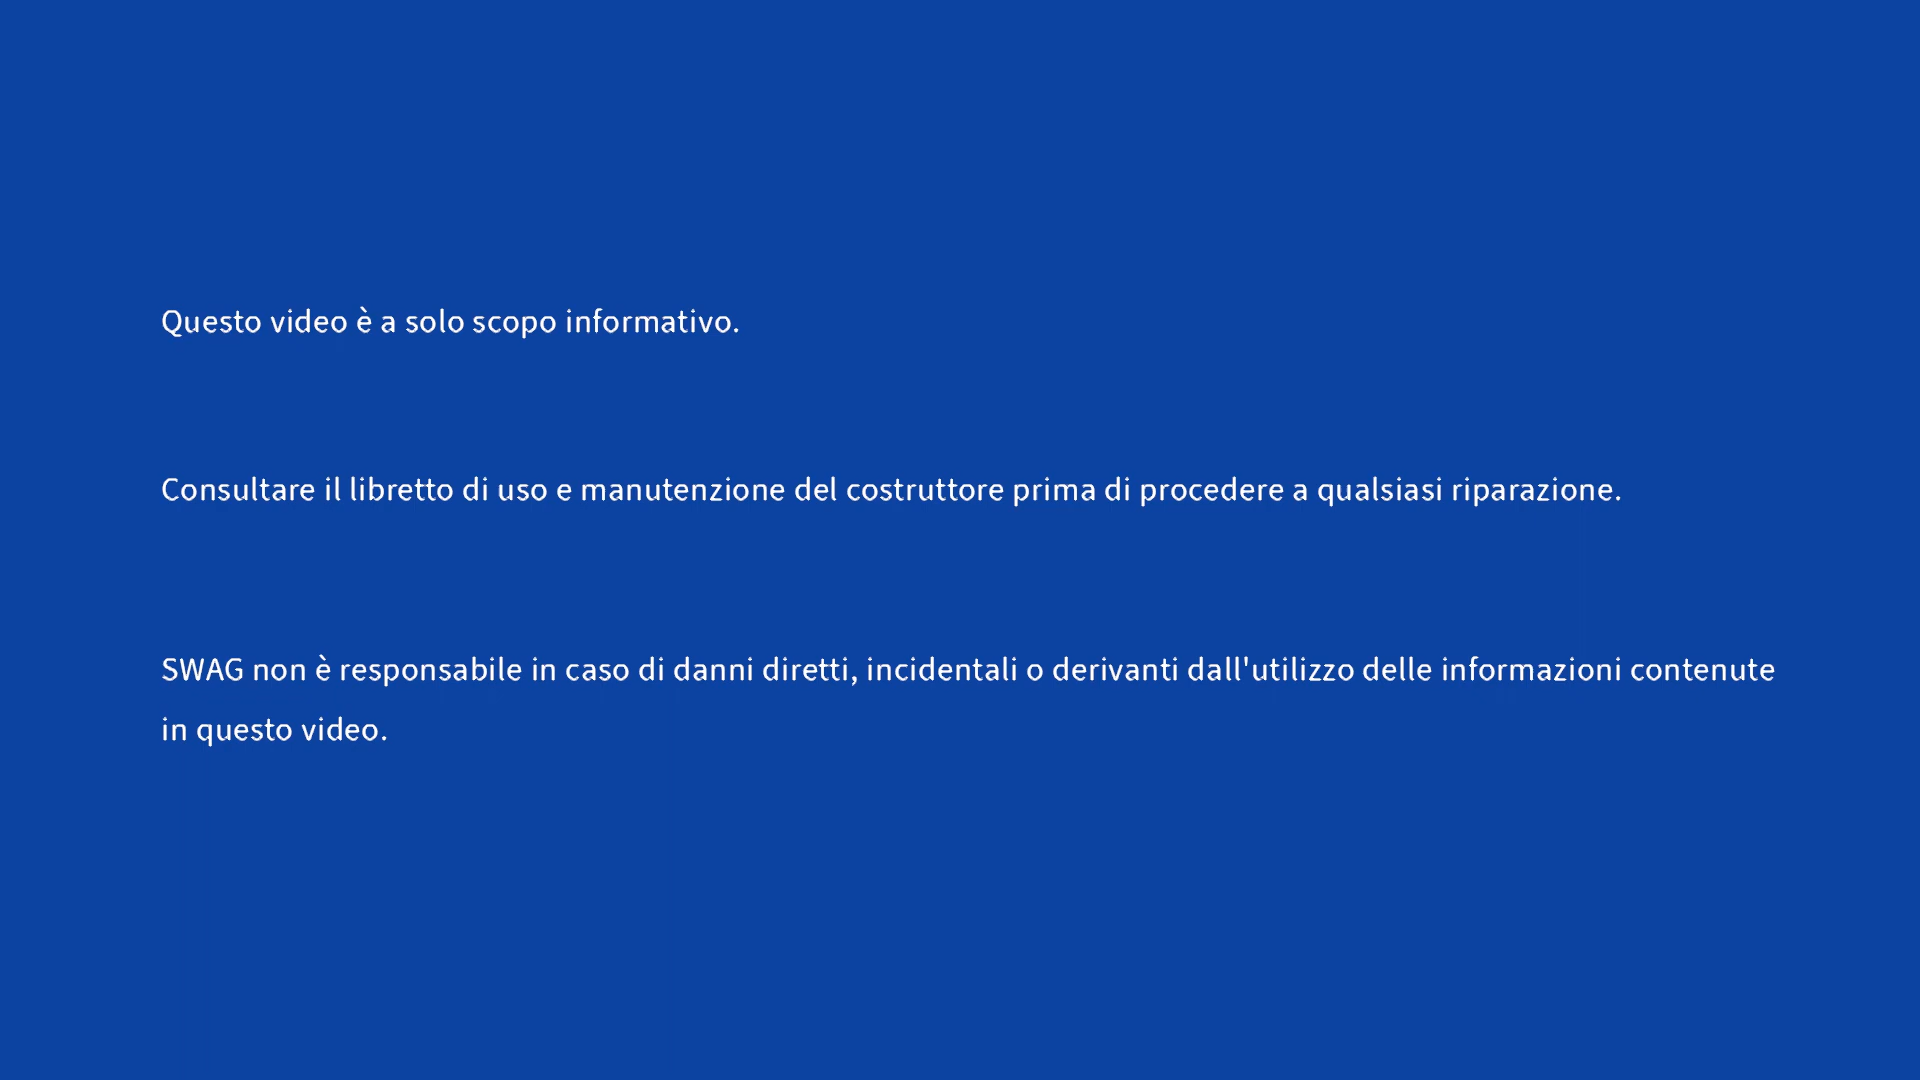 Questo video è a solo scopo informativo.
Consultare il libretto di uso e manutenzione del costruttore prima di procedere a qualsiasi riparazione.
SWAG non è responsabile in caso di danni diretti, incidentali o derivanti dall'utilizzo delle informazioni contenute
in questo video.